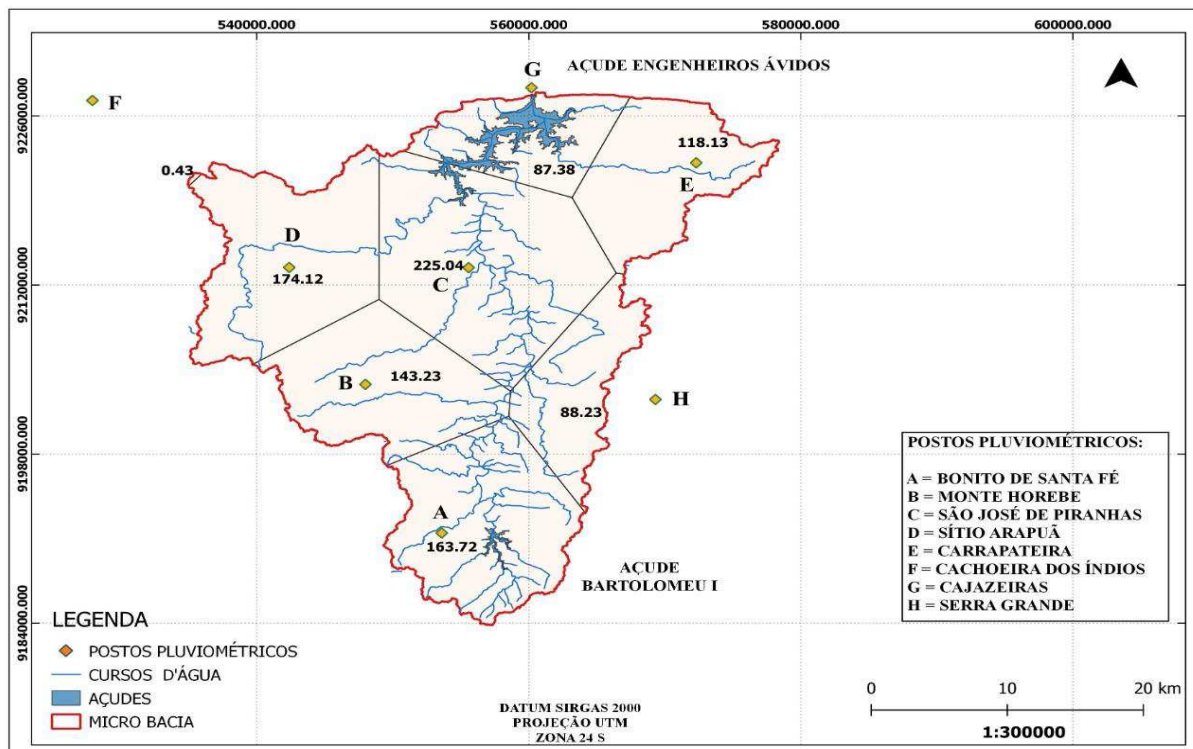 540000.000 560000.000 580000.000 600000.000
G AÇUDE ENGENHEIROS ÁVIDOS
F
9226000.000
118.13
0.43
87.38
E
D
225.04
174.12
C
9212000.000
B 143.23
H
88.23
9198000.000
POSTOS PLUVIOMÉTRICOS:
A = BONITO DE SANTA FÉ
B = MONTE HOREBE
C = SÃO JOSÉ DE PIRANHAS
D = SÍTIO ARAPUÃ
E = CARRAPATEIRA
F = CACHOEIRA DOS ÍNDIOS
G = CAJAZEIRAS
H = SERRA GRANDE
A
163.72
AÇUDE
BARTOLOMEU I
9184000.000
LEGENDA
POSTOS PLUVIOMÉTRICOS
CURSOS D'ÁGUA
AÇUDES
MICRO BACIA
DATUM SIRGAS 2000
PROJEÇÃO UTM
ZONA 24 S
0 10 20 km
1:300000